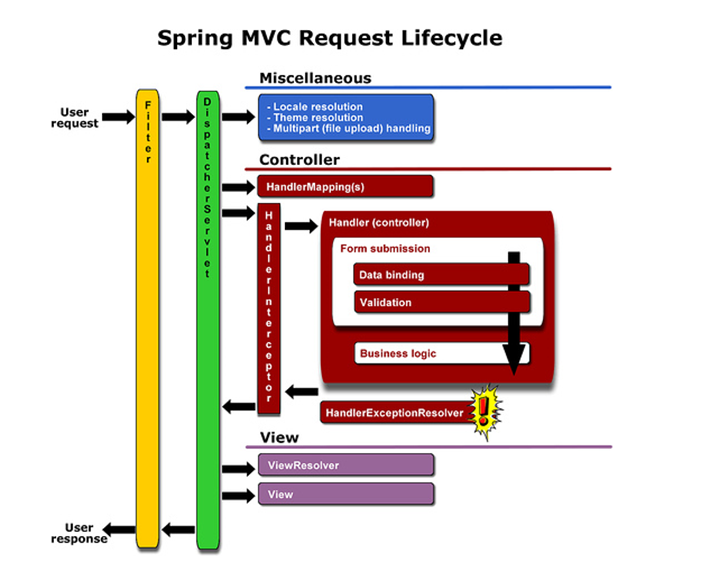 Spring MVC Request Lifecycle
Miscellaneous
User
request
Filter
DispatcherServlet
- Locale resolution
- Theme resolution
- Multipart (file upload) handling
Controller
HandlerMapping(s)
HandlerInterceptor
Handler (controller)
Form submission
Data binding
Validation
Business logic
HandlerExceptionResolver
!
View
ViewResolver
View
User
response